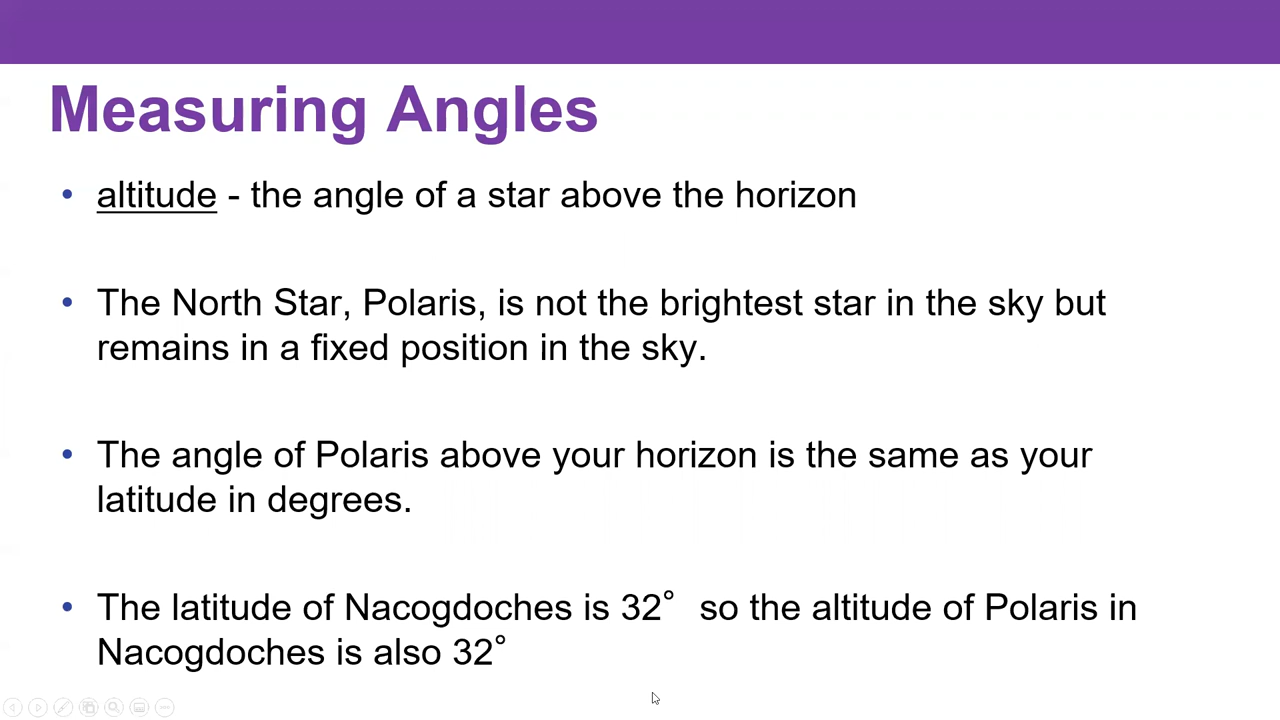 Measuring Angles
• altitude - the angle of a star above the horizon
• The North Star, Polaris, is not the brightest star in the sky but
remains in a fixed position in the sky.
• The angle of Polaris above your horizon is the same as your
latitude in degrees.
• The latitude of Nacogdoches is 32° so the altitude of Polaris in
Nacogdoches is also 32°